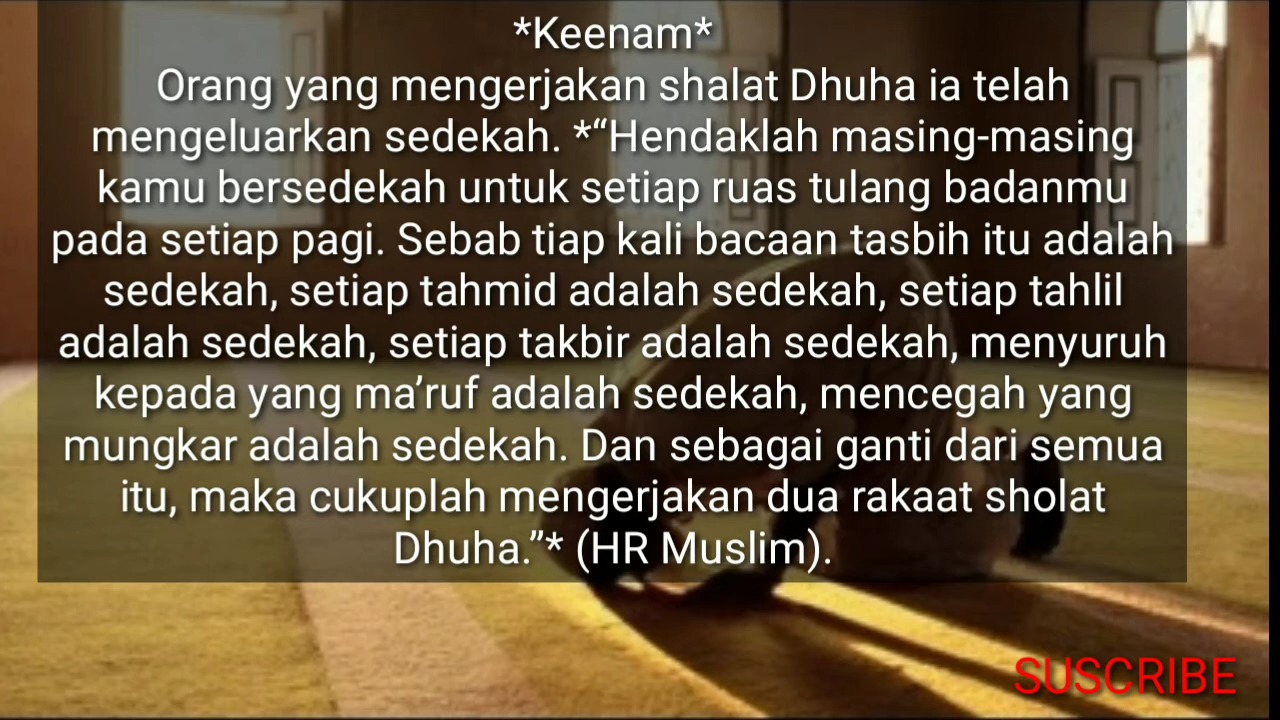 *Keenam*
Orang yang mengerjakan shalat Dhuha ia telah
mengeluarkan sedekah. *“Hendaklah masing-masing
kamu bersedekah untuk setiap ruas tulang badanmu
pada setiap pagi. Sebab tiap kali bacaan tasbih itu adalah
sedekah, setiap tahmid adalah sedekah, setiap tahlil
adalah sedekah, setiap takbir adalah sedekah, menyuruh
kepada yang ma’ruf adalah sedekah, mencegah yang
mungkar adalah sedekah. Dan sebagai ganti dari semua
itu, maka cukuplah mengerjakan dua rakaat sholat
Dhuha.”* (HR Muslim).
SUSCRIBE